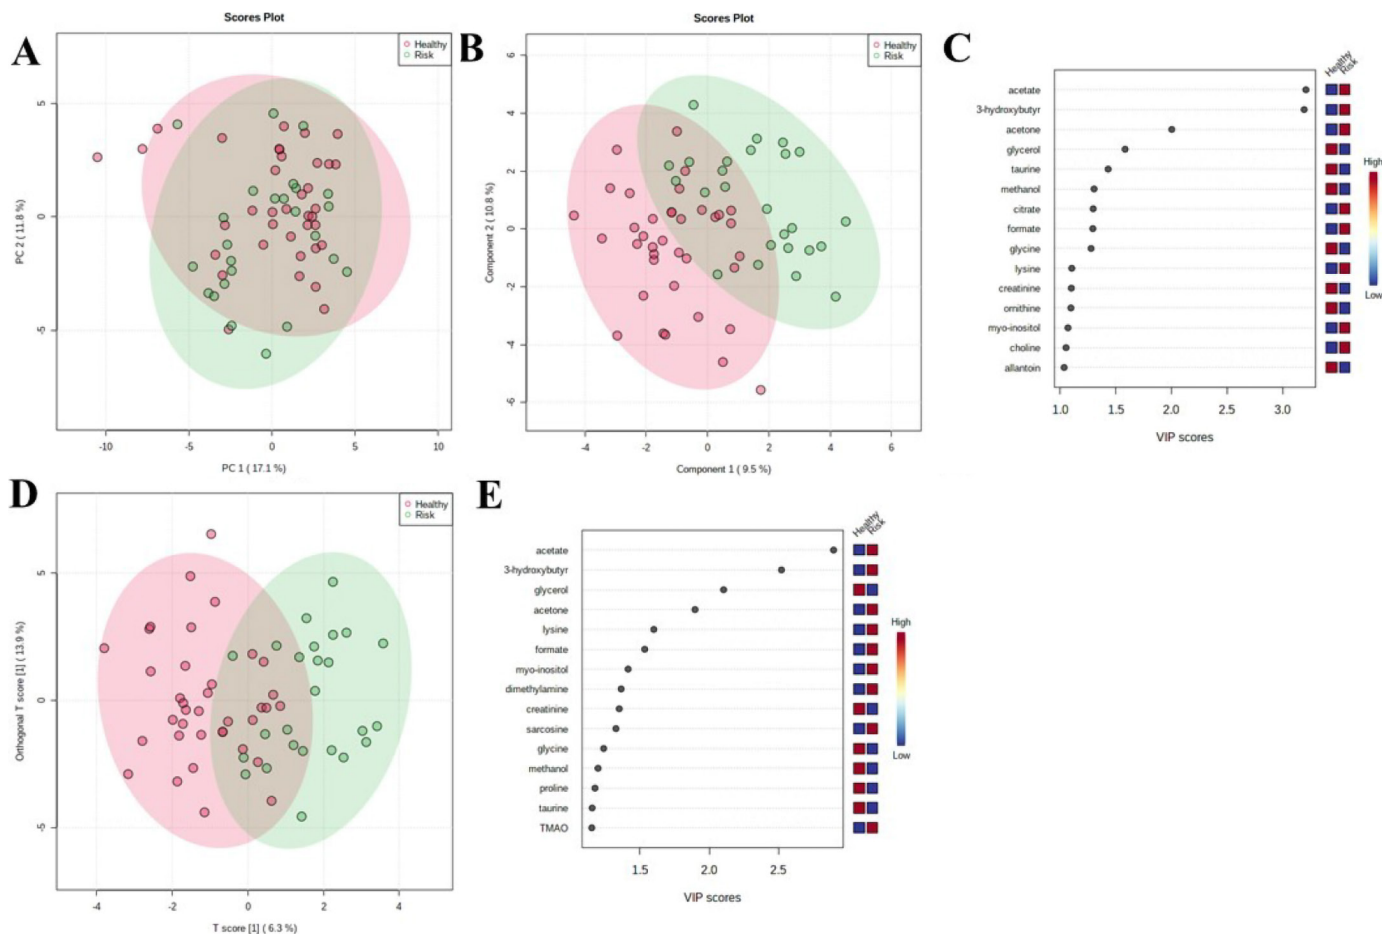 A
Scores Plot
Healthy
Risk
PC 2 ( 11.8 %)
5
0
-5
-10
-5
0
5
10
PC 1 ( 17.1 %)
B
Scores Plot
Healthy
Risk
Component 2 ( 10.8 %)
6
4
2
0
-2
-4
-6
-4
-2
0
2
4
6
Component 1 ( 9.5 %)
C
Healthy
Risk
acetate
3-hydroxybutyr
acetone
glycerol
taurine
methanol
citrate
formate
glycine
lysine
creatinine
ornithine
myo-inositol
choline
allantoin
High
Low
1.0
1.5
2.0
2.5
3.0
VIP scores
D
Healthy
Risk
Orthogonal T score [1] ( 13.9 %)
5
0
-5
-4
-2
0
2
4
T score [1] ( 6.3 %)
E
Healthy
Risk
acetate
3-hydroxybutyr
glycerol
acetone
lysine
formate
myo-inositol
dimethylamine
creatinine
sarcosine
glycine
methanol
proline
taurine
TMAO
High
Low
1.5
2.0
2.5
VIP scores